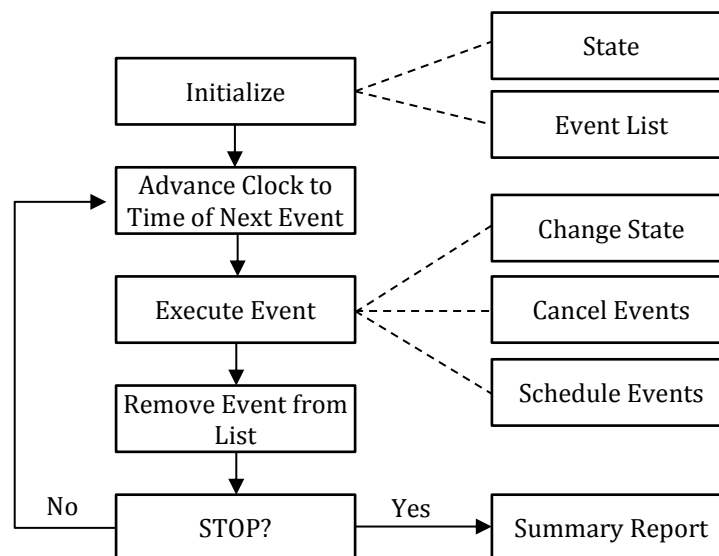 State
Initialize
Event List
Advance Clock to
Time of Next Event
Change State
Execute Event
Cancel Events
Schedule Events
Remove Event from
List
No
STOP?
Yes
Summary Report